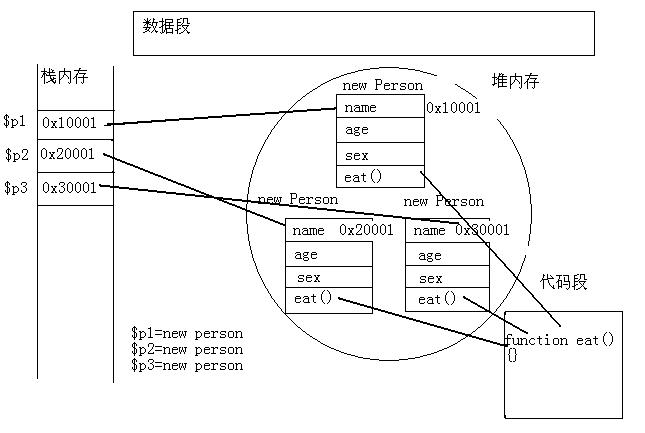 数据段
栈内存
堆内存
new Person
$p1 0x10001
name 0x10001
age
sex
eat()
$p2 0x20001
$p3 0x30001
new Person
new Person
name 0x20001
age
sex
eat()
name 0x30001
age
sex
eat()
代码段
function eat()
{}
$p1=new person
$p2=new person
$p3=new person